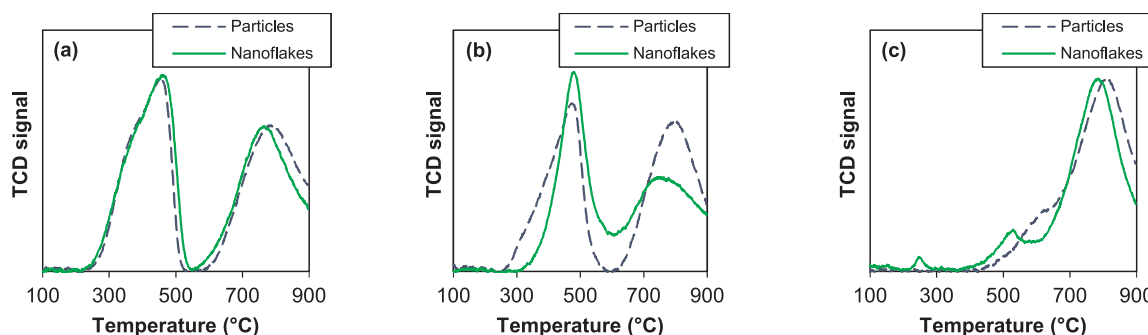 (a)
Particles
Nanoflakes
TCD signal
100 300 500 700 900
Temperature (°C)
(b)
Particles
Nanoflakes
TCD signal
100 300 500 700 900
Temperature (°C)
(c)
Particles
Nanoflakes
TCD signal
100 300 500 700 900
Temperature (°C)